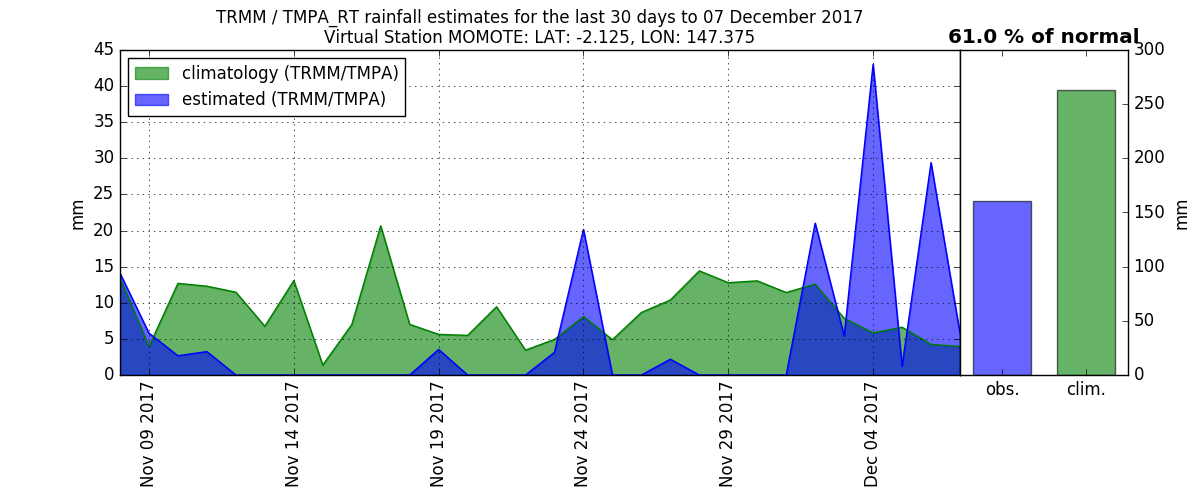 TRMM / TMPA_RT rainfall estimates for the last 30 days to 07 December 2017
Virtual Station MOMOTE: LAT: -2.125, LON: 147.375
61.0 % of normal
climatology (TRMM/TMPA)
estimated (TRMM/TMPA)
mm
45
40
35
30
25
20
15
10
5
0
Nov 09 2017
Nov 14 2017
Nov 19 2017
Nov 24 2017
Nov 29 2017
Dec 04 2017
obs.
clim.
300
250
200
150
100
50
0
mm